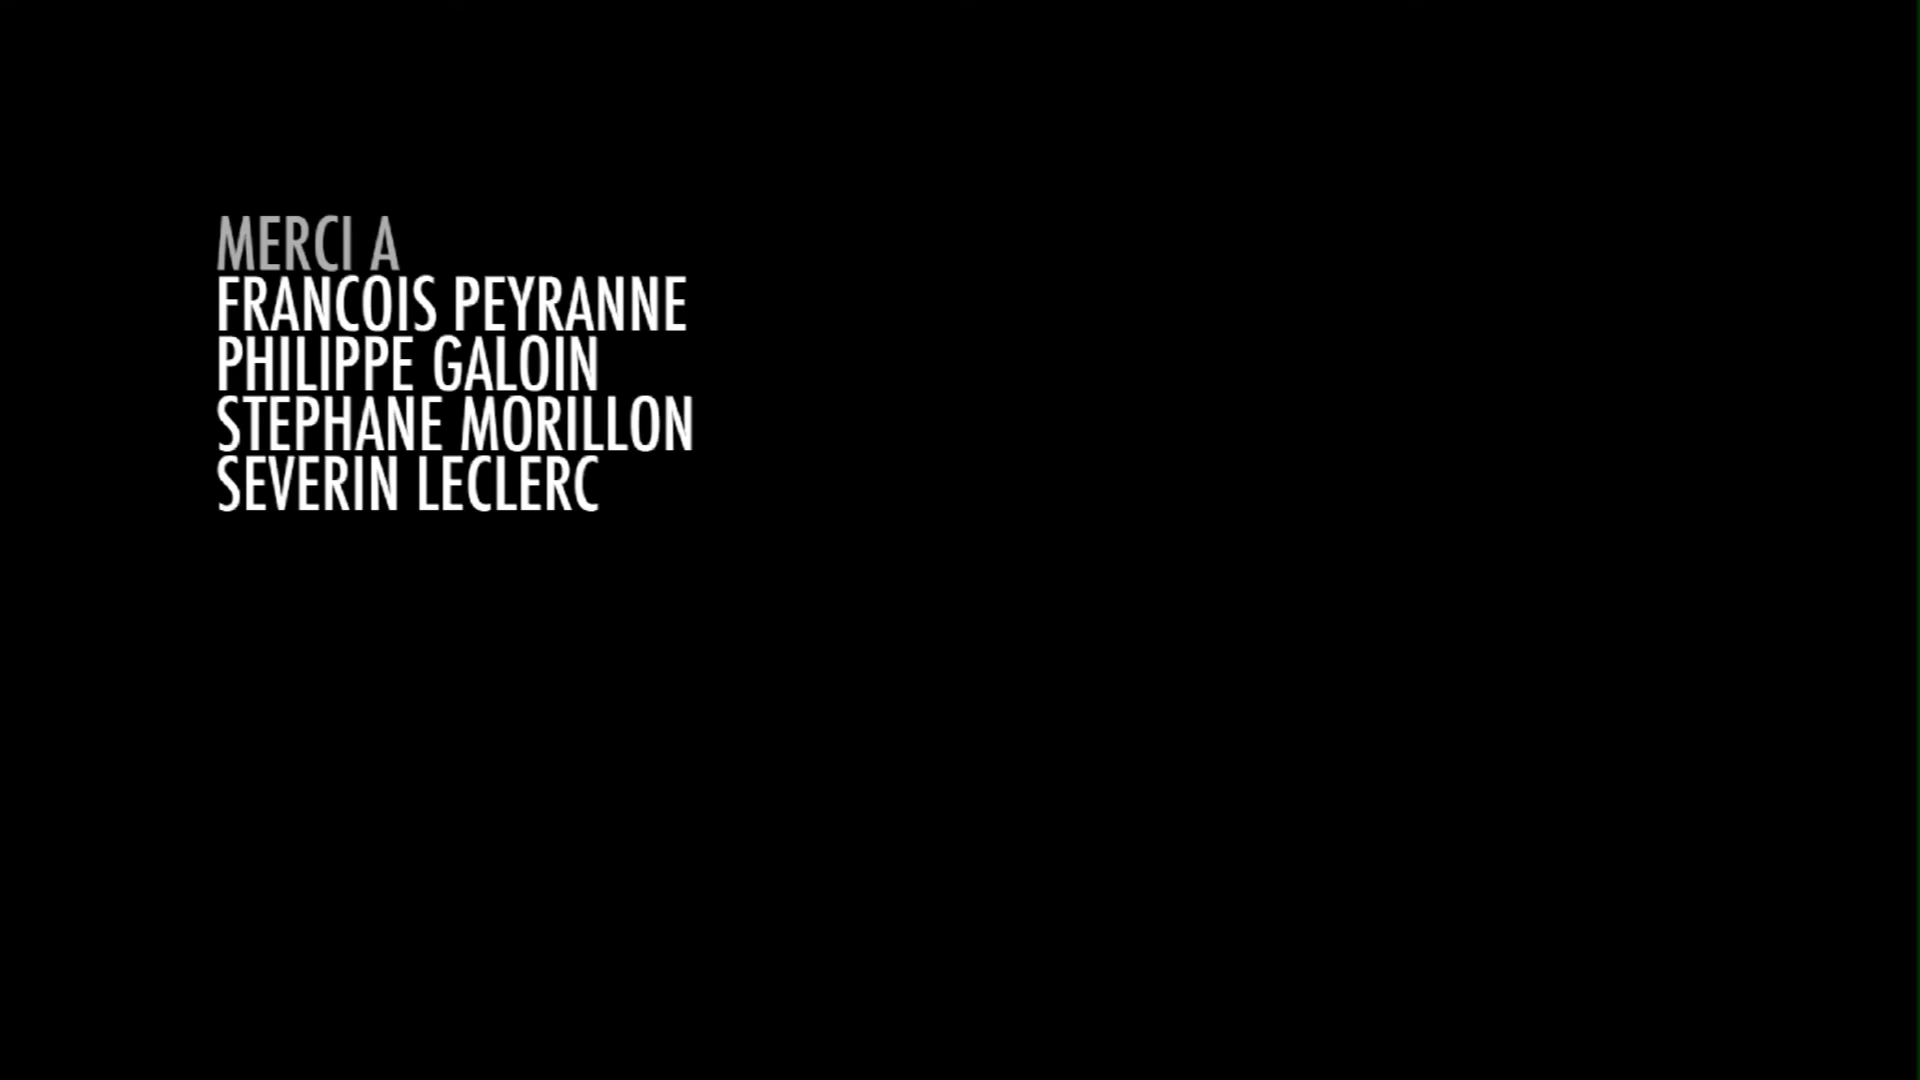 MERCI A
FRANCOIS PEYRANNE
PHILIPPE GALOIN
STEPHANE MORILLON
SEVERIN LECLERC